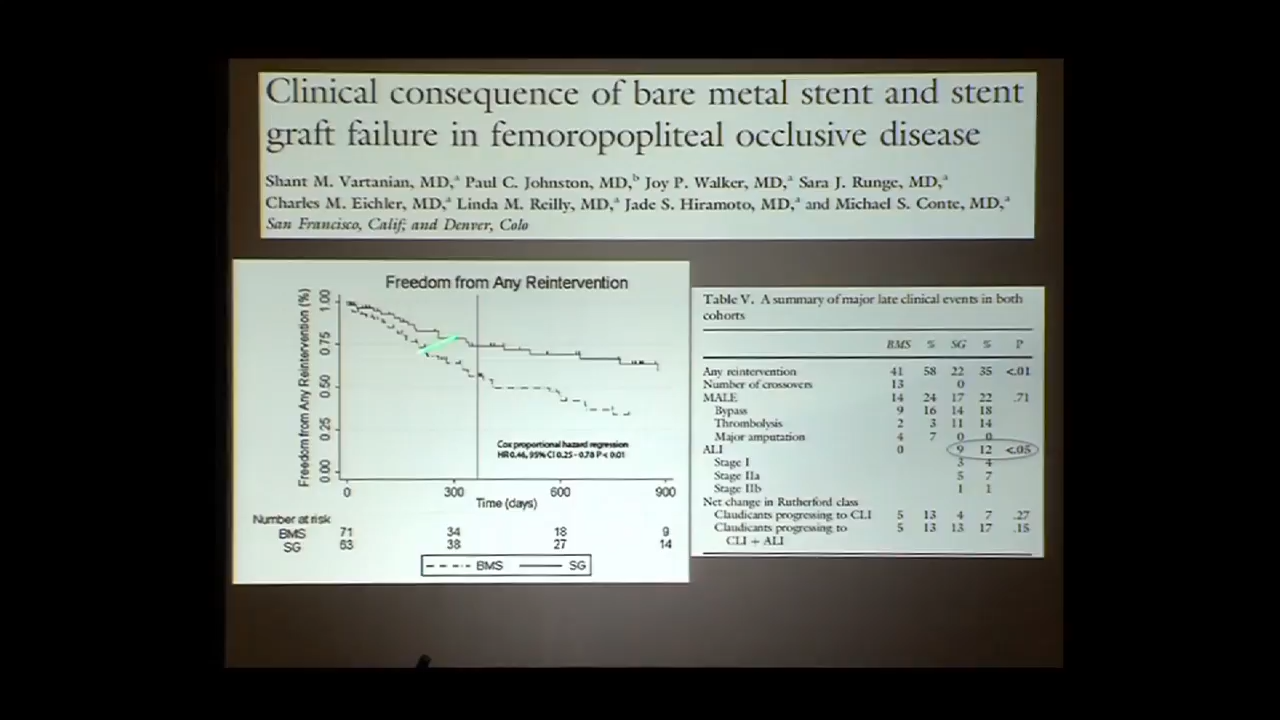 Clinical consequence of bare metal stent and stent
graft failure in femoropopliteal occlusive disease
Shant M. Vartanian, MD,ᵃ Paul C. Johnston, MD,ᵇ Joy P. Walker, MD,ᵃ Sara J. Runge, MD,ᵃ
Charles M. Eichler, MD,ᵃ Linda M. Reilly, MD,ᵃ Jade S. Hiramoto, MD,ᵃ and Michael S. Conte, MD,ᵃ
San Francisco, Calif; and Denver, Colo
Freedom from Any Reintervention
Freedom from Any Reintervention (%)
1.00
0.75
0.50
0.25
0.00
Cox proportional hazard regression
HR 0.46, 95% CI 0.25 - 0.78 P < 0.01
0 300 600 900
Time (days)
Number at risk
BMS 71 34 18 9
SG 63 38 27 14
BMS SG
Table V. A summary of major late clinical events in both
cohorts
BMS % SG % P
Any reintervention 41 58 22 35 <.01
Number of crossovers 13 0
MALE 14 24 17 22 .71
Bypass 9 16 14 18
Thrombolysis 2 3 11 14
Major amputation 4 7 0 0
ALI 0 9 12 <.05
Stage I 3 4
Stage IIa 5 7
Stage IIb 1 1
Net change in Rutherford class
Claudicants progressing to CLI 5 13 4 7 .27
Claudicants progressing to 5 13 13 17 .15
CLI + ALI